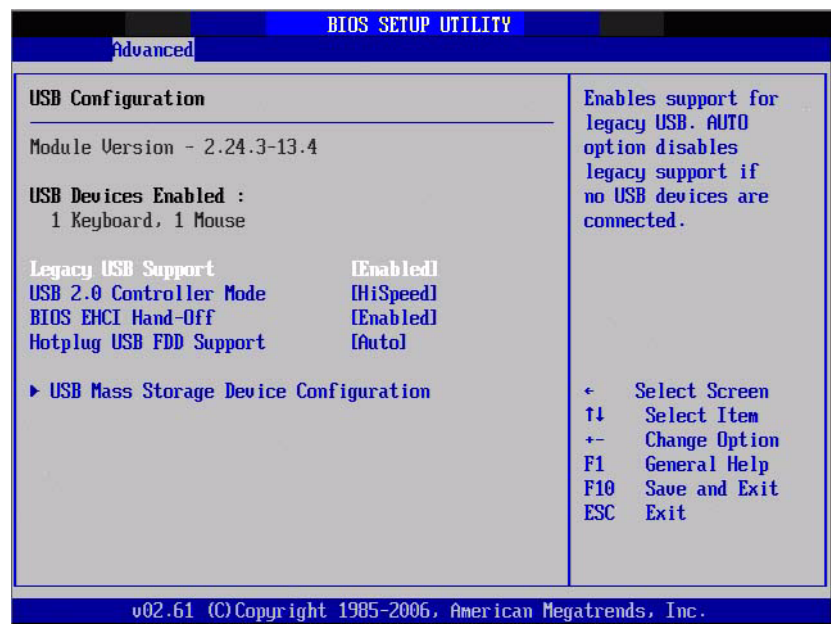 BIOS SETUP UTILITY
Advanced
USB Configuration
Module Version - 2.24.3-13.4
USB Devices Enabled :
1 Keyboard, 1 Mouse
Legacy USB Support [Enabled]
USB 2.0 Controller Mode [HiSpeed]
BIOS EHCI Hand-Off [Enabled]
Hotplug USB FDD Support [Auto]
▶ USB Mass Storage Device Configuration
Enables support for
legacy USB. AUTO
option disables
legacy support if
no USB devices are
connected.
← Select Screen
↑↓ Select Item
+- Change Option
F1 General Help
F10 Save and Exit
ESC Exit
v02.61 (C)Copyright 1985-2006, American Megatrends, Inc.